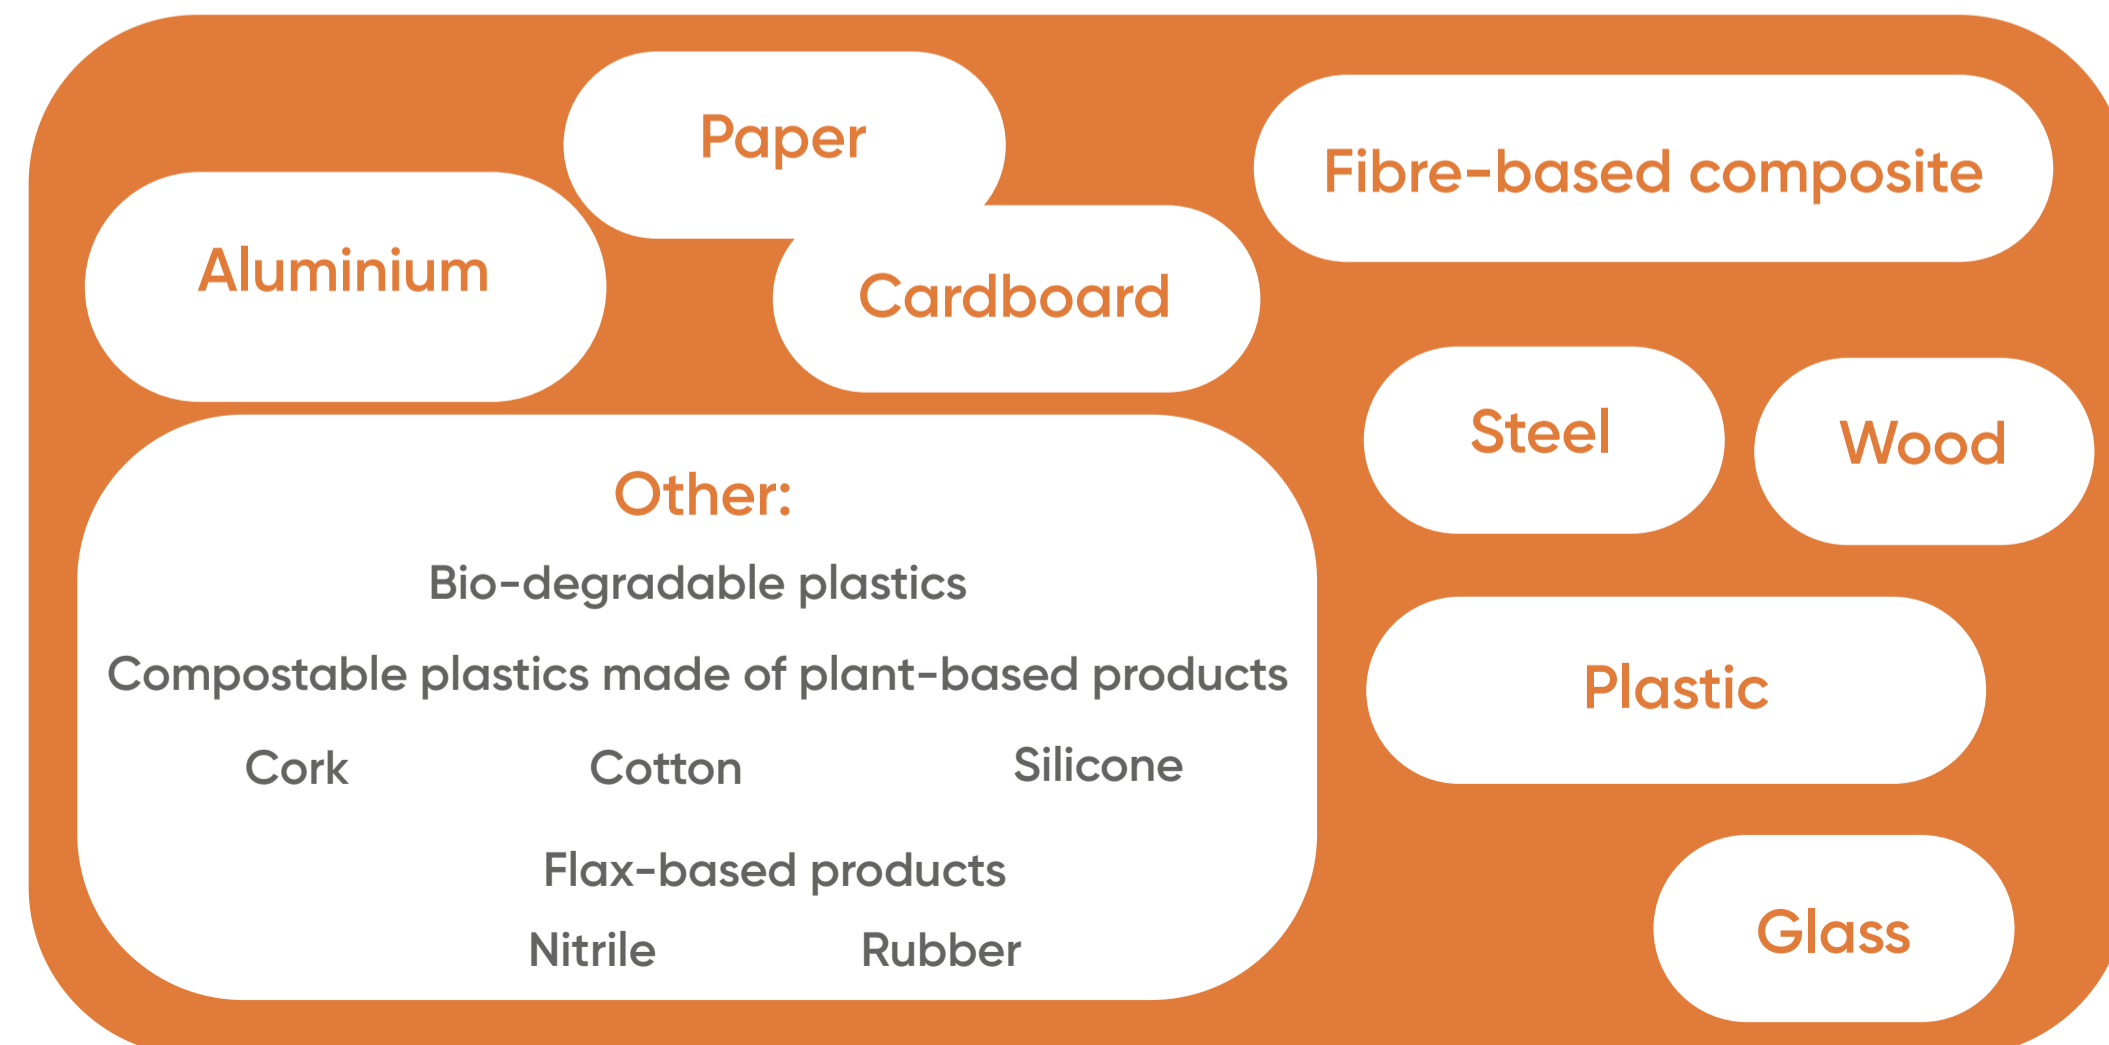 Paper
Fibre-based composite
Aluminium
Cardboard
Steel
Wood
Other:
Bio-degradable plastics
Compostable plastics made of plant-based products
Cork
Cotton
Silicone
Flax-based products
Nitrile
Rubber
Plastic
Glass